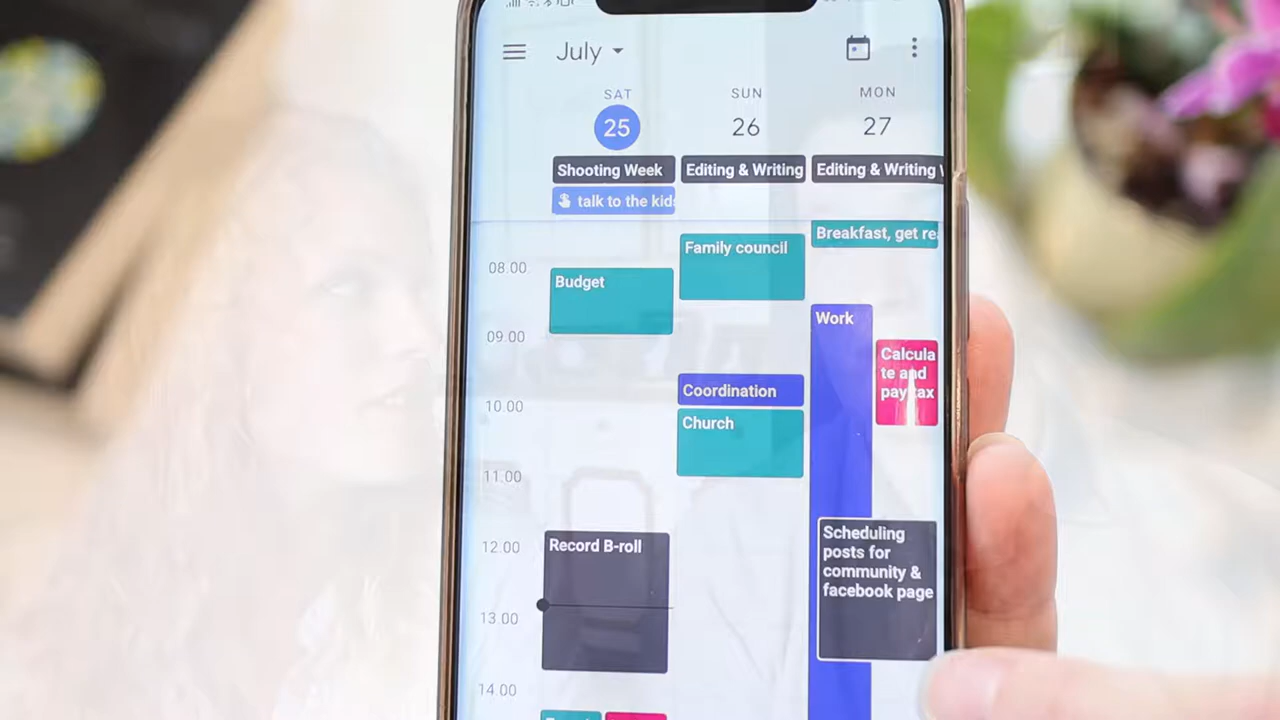 July
SAT SUN MON
25 26 27
Shooting Week Editing & Writing Editing & Writing
talk to the kids
Breakfast, get re
Family council
08.00
Budget
Work
09.00
Calcula
te and
pay tax
Coordination
10.00
Church
11.00
Scheduling
posts for
community &
facebook page
12.00
Record B-roll
13.00
14.00